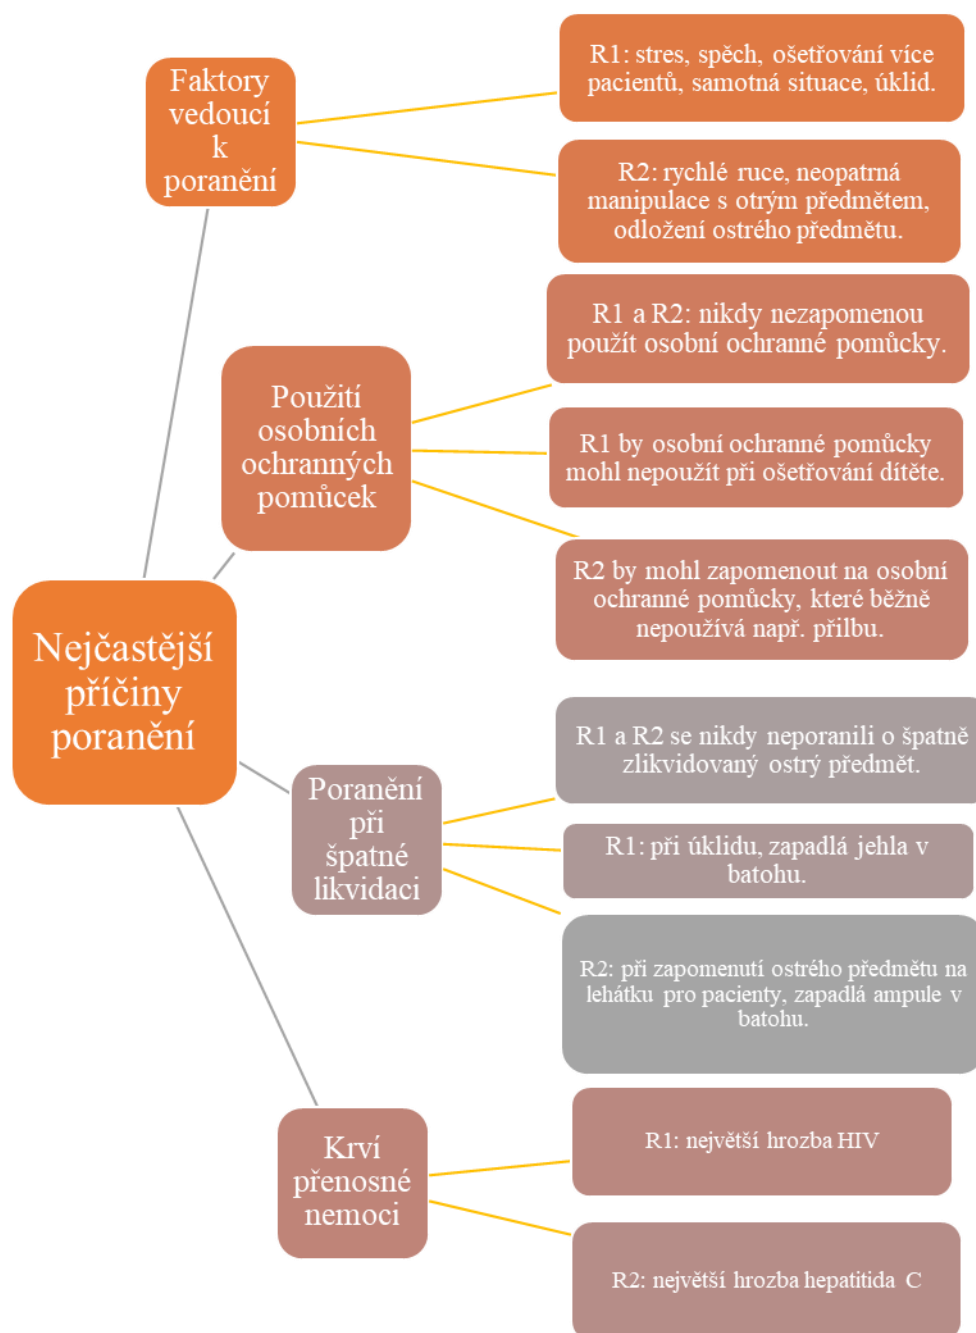 Faktory
vedoucí
k
poranění
R1: stres, spěch, ošetřování více
pacientů, samotná situace, úklid.
R2: rychlé ruce, neopatrná
manipulace s otrým předmětem,
odložení ostrého předmětu.
Použití
osobních
ochranných
pomůcek
R1 a R2: nikdy nezapomenou
použít osobní ochranné pomůcky.
R1 by osobní ochranné pomůcky
mohl nepoužít při ošetřování dítěte.
R2 by mohl zapomenout na osobní
ochranné pomůcky, které běžně
nepoužívá např. přilbu.
Nejčastější
příčiny
poranění
Poranění
při
špatné
likvidaci
R1 a R2 se nikdy neporanili o špatně
zlikvidovaný ostrý předmět.
R1: při úklidu, zapadlá jehla v
batohu.
R2: při zapomenutí ostrého předmětu na
lehátku pro pacienty, zapadlá ampule v
batohu.
Krví
přenosné
nemoci
R1: největší hrozba HIV
R2: největší hrozba hepatitida C